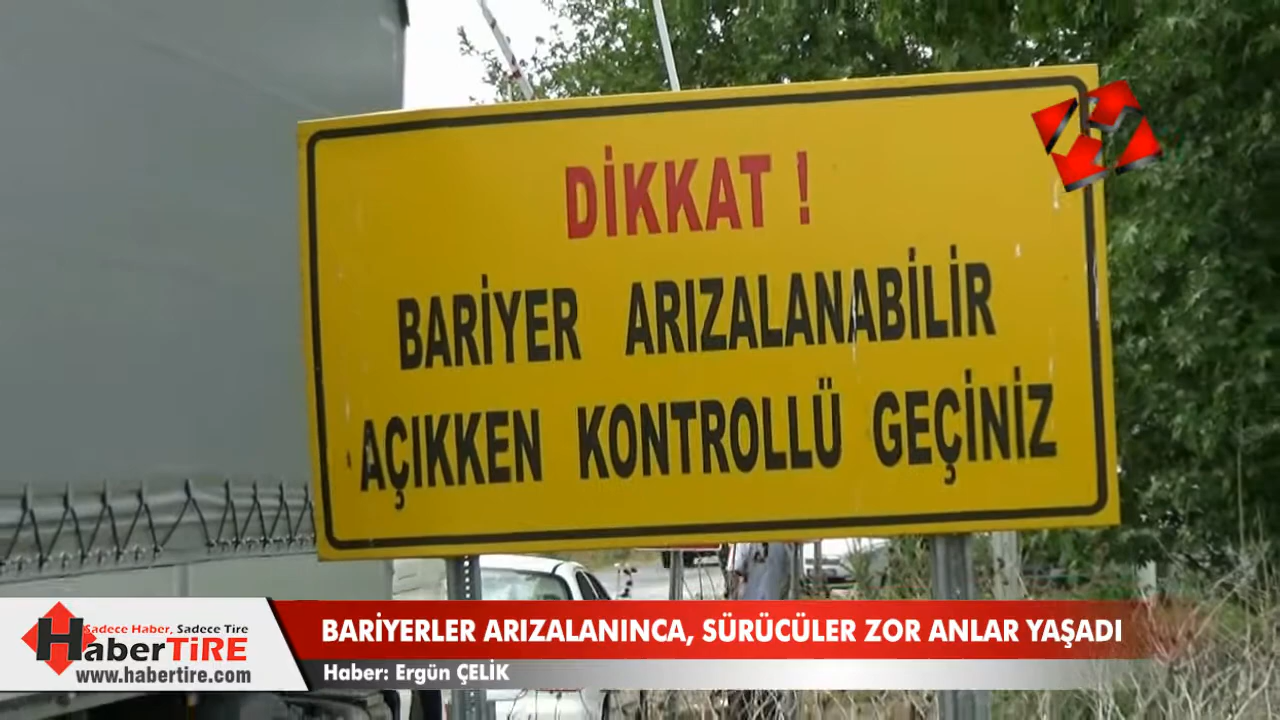 DİKKAT !
BARİYER ARIZALANABİLİR
AÇIKKEN KONTROLLÜ GEÇİNİZ
BARİYERLER ARIZALANINCA, SÜRÜCÜLER ZOR ANLAR YAŞADI
Haber: Ergün ÇELİK
Sadece Haber, Sadece Tire
HaberTİRE
www.habertire.com